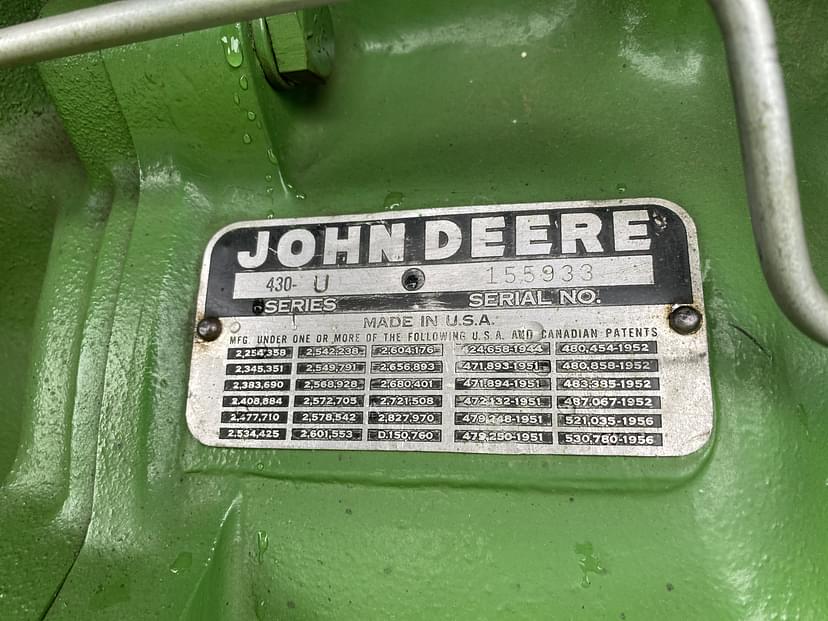 JOHN DEERE
430- U 155933
SERIES SERIAL NO.
MADE IN U.S.A.
MFG. UNDER ONE OR MORE OF THE FOLLOWING U.S.A. AND CANADIAN PATENTS
2,254,358 2,542,238 2,604,176 424,658-1944 480,454-1952
2,345,351 2,549,791 2,656,893 471,893-1951 480,858-1952
2,383,690 2,568,928 2,680,401 471,894-1951 483,385-1952
2,408,884 2,572,705 2,721,508 472,132-1951 487,067-1952
2,477,710 2,578,542 2,827,970 479,248-1951 521,035-1956
2,534,425 2,601,553 D.150,760 479,250-1951 530,780-1956